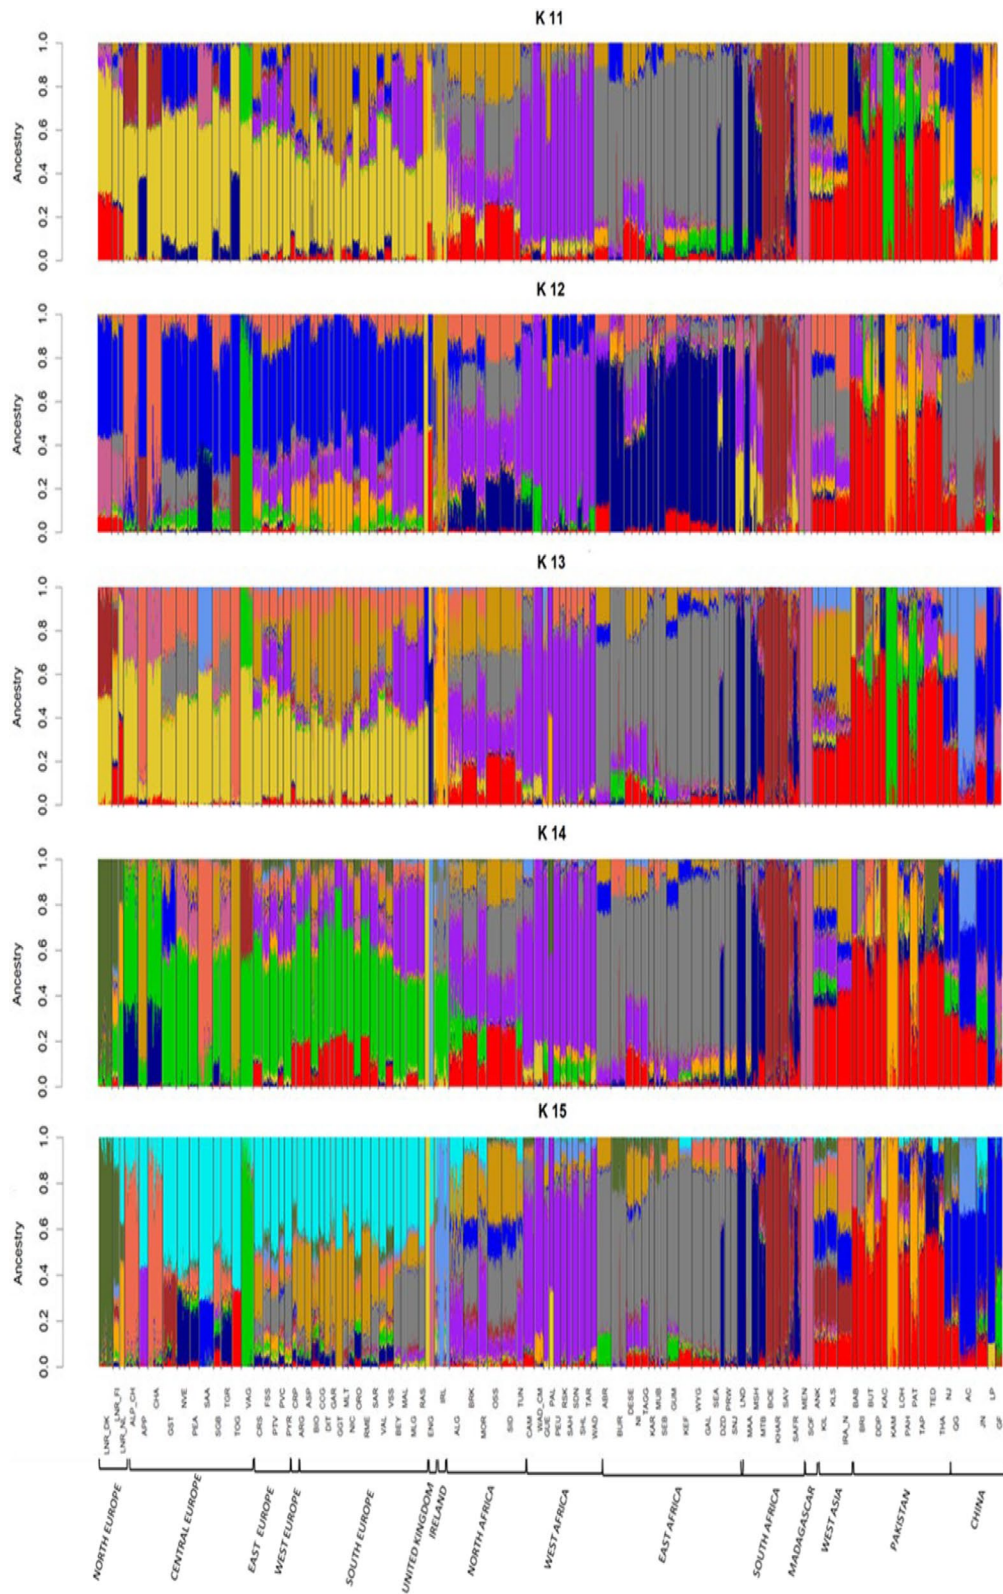 K 11
Ancestry
1.0
0.8
0.6
0.4
0.2
0.0
K 12
Ancestry
1.0
0.8
0.6
0.4
0.2
0.0
K 13
Ancestry
1.0
0.8
0.6
0.4
0.2
0.0
K 14
Ancestry
1.0
0.8
0.6
0.4
0.2
0.0
K 15
Ancestry
1.0
0.8
0.6
0.4
0.2
0.0
LNR_DK
LNR_FI
LNR_NL
ALP_CH
APP
CHA
GST
NVE
PEA
SAA
SGB
TGR
TOG
VAG
CRS
FSS
PTV
PVC
PYR
CRP
ARG
ASP
BIO
CCG
DIT
GAR
GGT
MLT
NIC
ORO
RME
SAR
VAL
VSS
BEY
MAL
MLG
RAS
ENG
IRL
ALG
BRK
MOR
OSS
SID
TUN
CAM
WAD_CM
GUE
PAL
PEU
RSK
SAH
SDN
SHL
TAR
WAD
ABR
BUR
DESE
NI
TAGG
KAR
MUB
SEB
GUM
KEF
WYG
GAL
SEA
DZD
PRW
SNJ
LND
MAA
MSH
MTB
BOE
KHAR
SAV
SAFR
MEN
SOF
ANK
KIL
KLS
IRA_N
BAB
BRI
BUT
DDP
KAC
KAM
LOH
PAH
PAT
TAP
TED
THA
NJ
QG
AC
JN
LP
NORTH EUROPE
CENTRAL EUROPE
EAST EUROPE
WEST EUROPE
SOUTH EUROPE
UNITED KINGDOM
IRELAND
NORTH AFRICA
WEST AFRICA
EAST AFRICA
SOUTH AFRICA
MADAGASCAR
WEST ASIA
PAKISTAN
CHINA